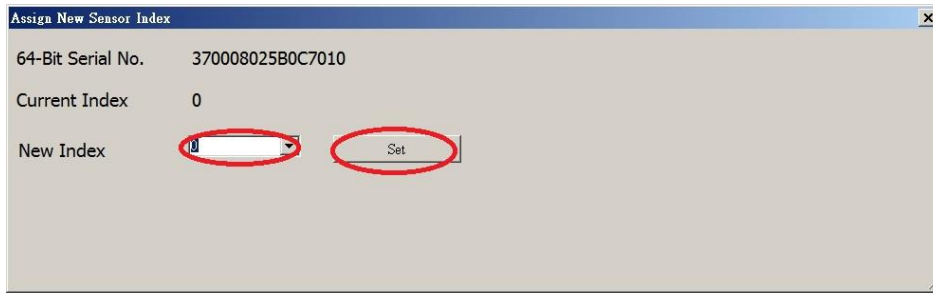 Assign New Sensor Index
64-Bit Serial No. 370008025B0C7010
Current Index 0
New Index 0 Set